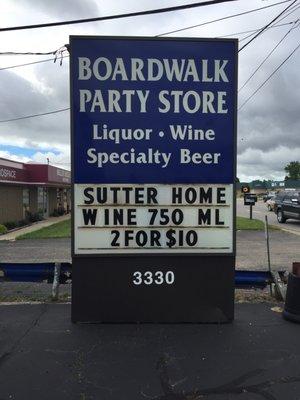 BOARDWALK
PARTY STORE
Liquor • Wine
Specialty Beer
SUTTER HOME
WINE 750 ML
2 FOR $10
3330